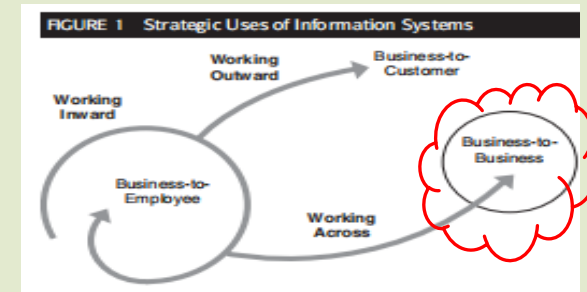 FIGURE 1 Strategic Uses of Information Systems
Working
Outward
Business-to-
Customer
Working
Inward
Business-to-
Business
Business-to-
Employee
Working
Across